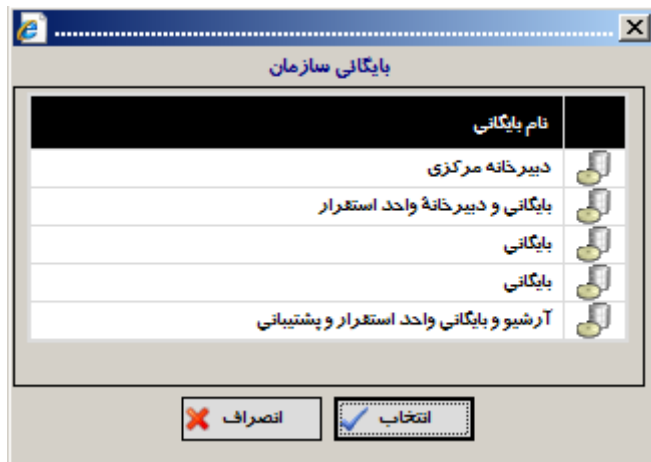 بایگانی سازمان
نام بایگانی
دبیرخانه مرکزی
بایگانی و دبیرخانهٔ واحد استقرار
بایگانی
بایگانی
آرشیو و بایگانی واحد استقرار و پشتیبانی
انتخاب
انصراف